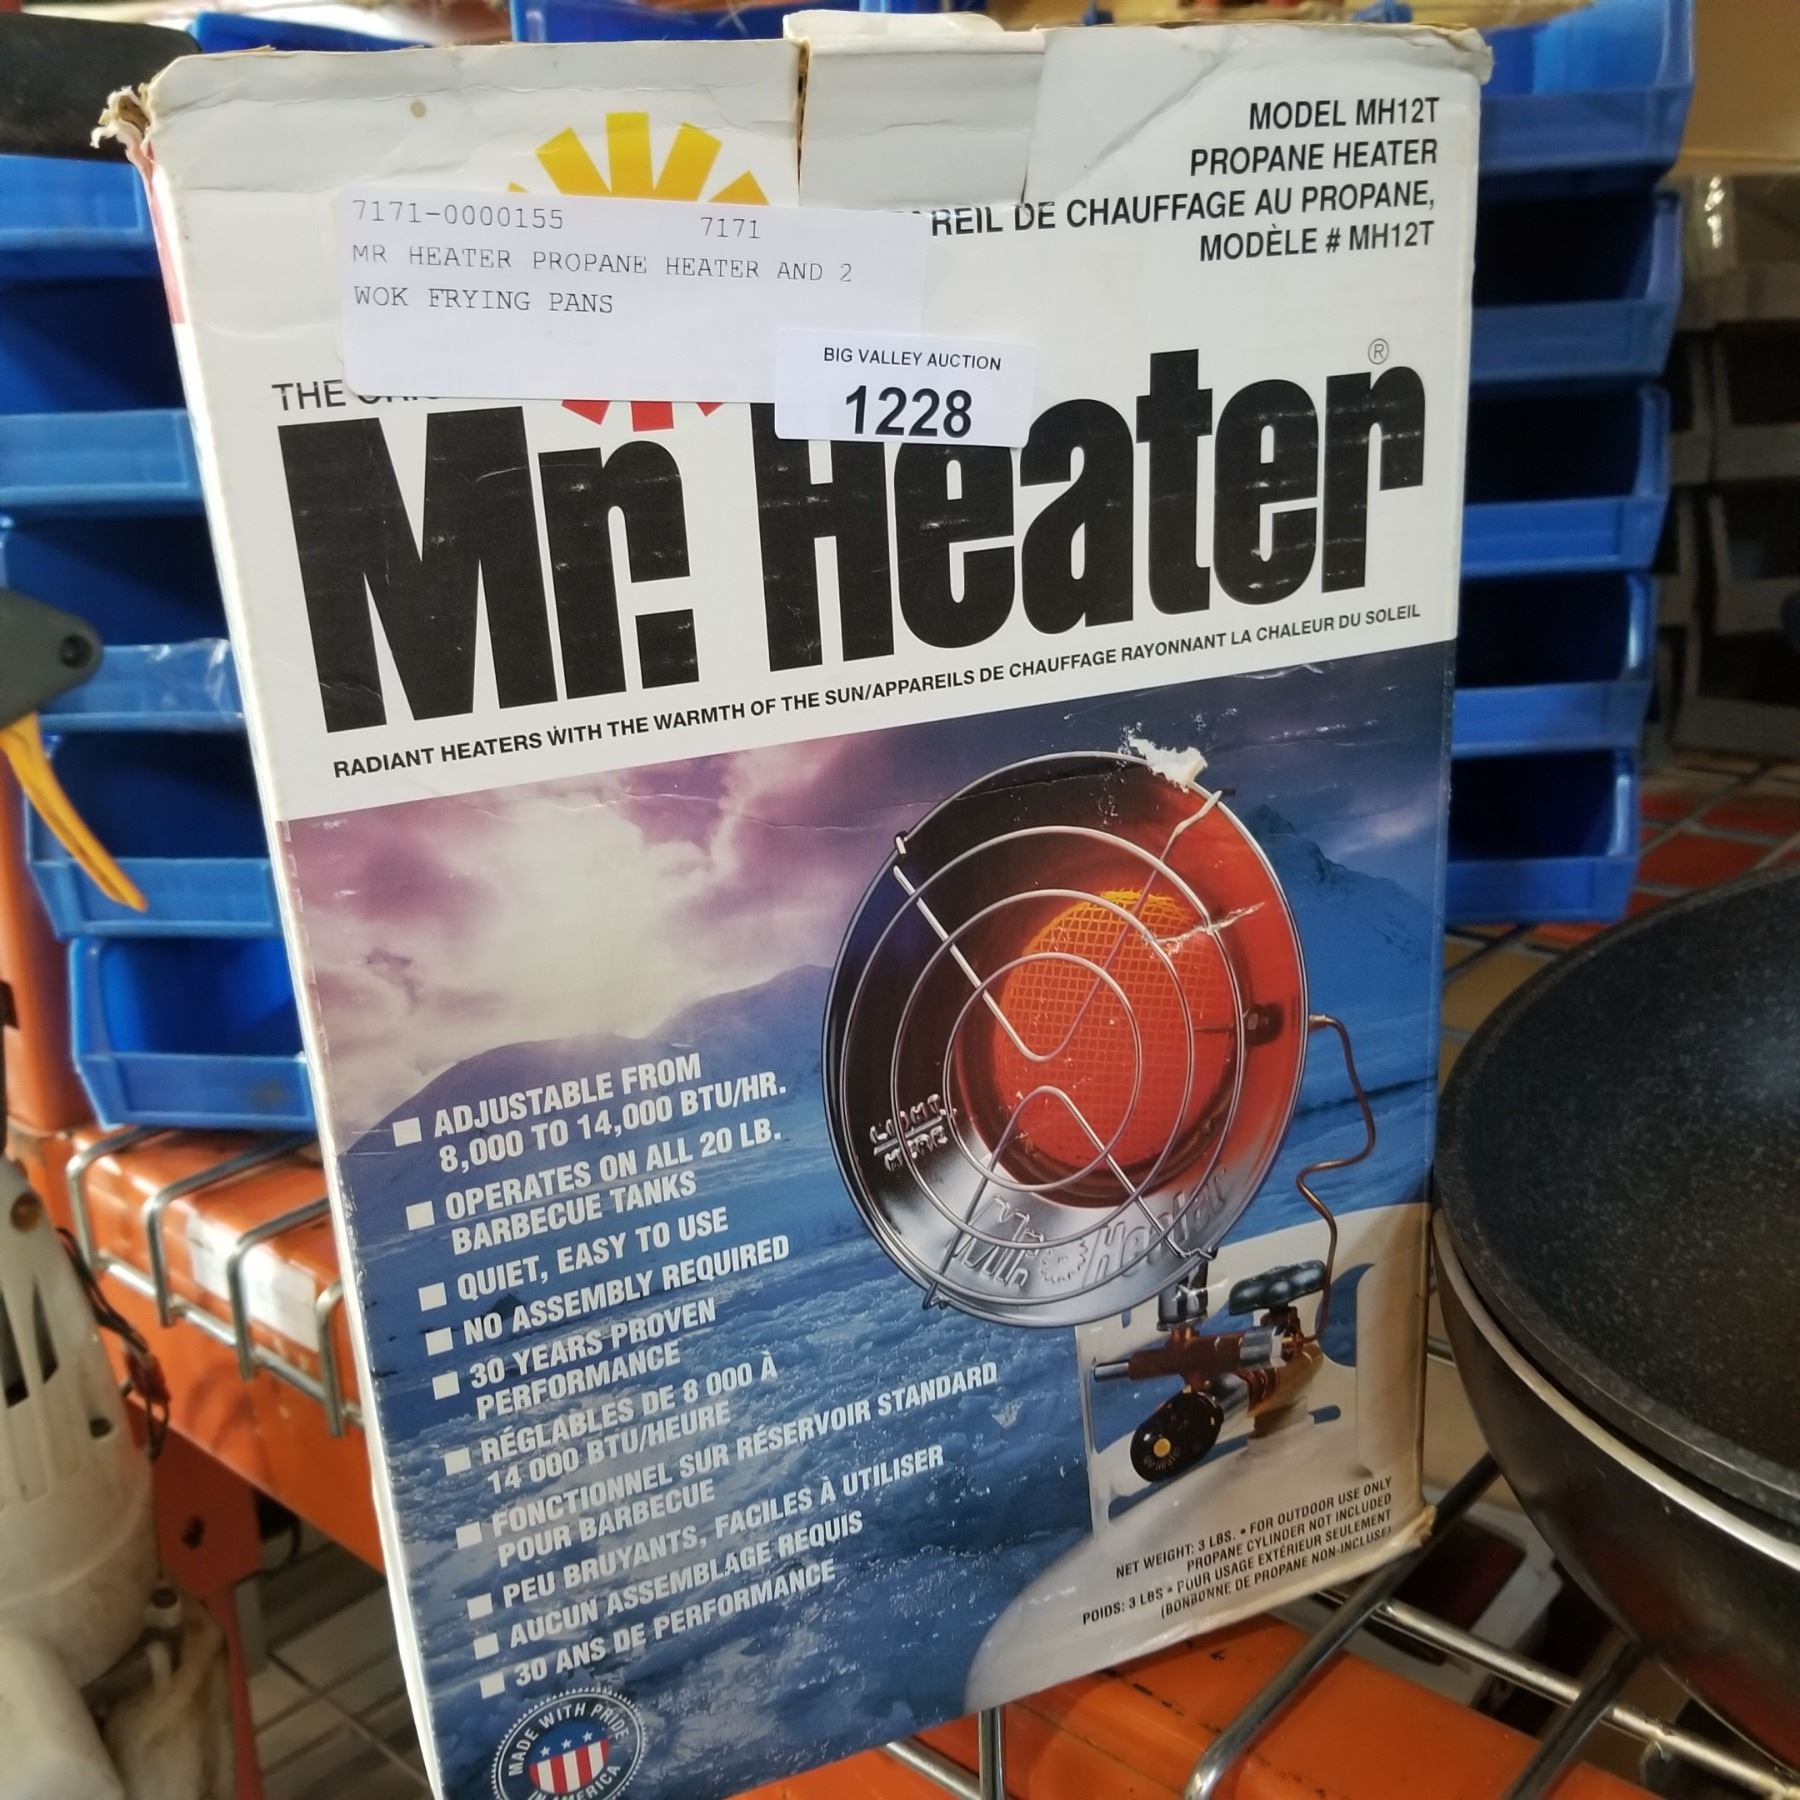 MODEL MH12T
PROPANE HEATER
REIL DE CHAUFFAGE AU PROPANE,
MODÈLE # MH12T
7171-0000155 7171
MR HEATER PROPANE HEATER AND 2
WOK FRYING PANS
BIG VALLEY AUCTION
1228
THE
Mr. Heater®
RADIANT HEATERS WITH THE WARMTH OF THE SUN/APPAREILS DE CHAUFFAGE RAYONNANT LA CHALEUR DU SOLEIL
Mr. Heater
■ ADJUSTABLE FROM
8,000 TO 14,000 BTU/HR.
■ OPERATES ON ALL 20 LB.
BARBECUE TANKS
■ QUIET, EASY TO USE
■ NO ASSEMBLY REQUIRED
■ 30 YEARS PROVEN
PERFORMANCE
■ RÉGLABLES DE 8 000 À
14 000 BTU/HEURE
■ FONCTIONNEL SUR RÉSERVOIR STANDARD
POUR BARBECUE
■ PEU BRUYANTS, FACILES À UTILISER
■ AUCUN ASSEMBLAGE REQUIS
■ 30 ANS DE PERFORMANCE
NET WEIGHT: 3 LBS. • FOR OUTDOOR USE ONLY
PROPANE CYLINDER NOT INCLUDED
POIDS: 3 LBS • POUR USAGE EXTÉRIEUR SEULEMENT
(BONBONNE DE PROPANE NON-INCLUSE)
MADE WITH PRIDE
IN AMERICA